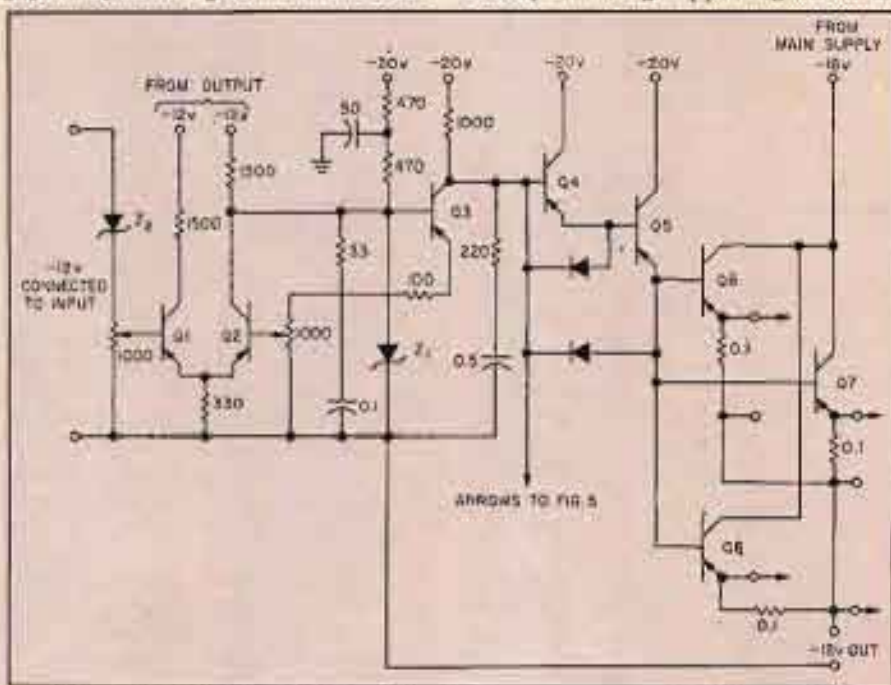 FROM
MAIN SUPPLY
-18V
FROM OUTPUT
-12V
-12V
-20V
-20V
-20V
-20V
470
50
470
1000
1500
1500
Z2
-12V
CONNECTED
TO INPUT
1000
Q1
Q2
330
33
0.1
1000
100
Q3
Z1
220
0.5
Q4
Q5
Q8
0.1
Q7
0.1
ARROWS TO FIG. 5
Q6
0.1
-18V OUT